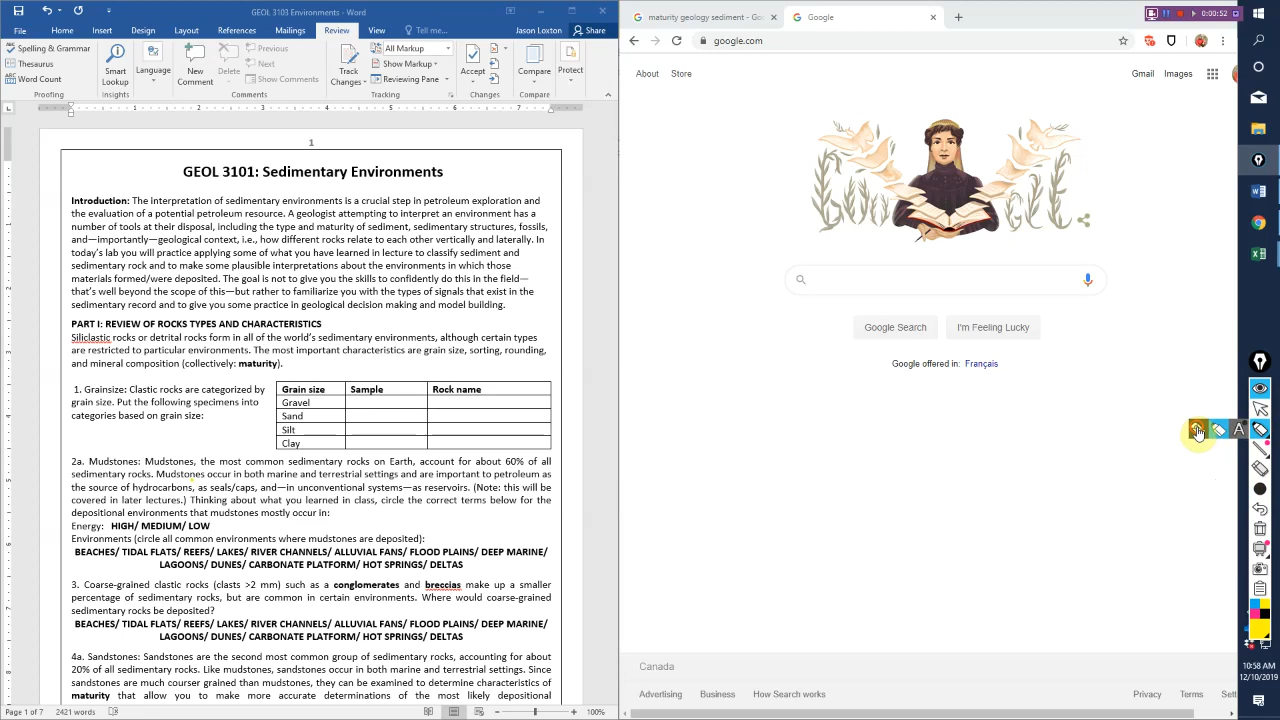 GEOL 3103 Environments
Jason Loxton
Share
File
Home
Insert
Design
Layout
References
Mailings
Review
View
Tell me...
Spelling & Grammar
Thesaurus
Word Count
Proofing
Smart Lookup
Insights
Language
New Comment
Delete
Previous
Next
Show Comments
Comments
Track Changes
All Markup
Show Markup
Reviewing Pane
Tracking
Accept
Changes
Compare
Compare
Protect
1
GEOL 3101: Sedimentary Environments
Introduction: The interpretation of sedimentary environments is a crucial step in petroleum exploration and
the evaluation of a potential petroleum resource. A geologist attempting to interpret an environment has a
number of tools at their disposal, including the type and maturity of sediment, sedimentary structures, fossils,
and—importantly—geological context, i.e., how different rocks relate to each other vertically and laterally. In
today's lab you will practice applying some of what you have learned in lecture to classify sediment and
sedimentary rock and to make some plausible interpretations about the environments in which those
materials formed/were deposited. The goal is not to give you the skills to confidently do this in the field—
that's well beyond the scope of this—but rather to familiarize you with the types of signals that exist in the
sedimentary record and to give you some practice in geological decision making and model building.
PART I: REVIEW OF ROCKS TYPES AND CHARACTERISTICS
Siliclastic rocks or detrital rocks form in all of the world's sedimentary environments, although certain types
are restricted to particular environments. The most important characteristics are grain size, sorting, rounding,
and mineral composition (collectively: maturity).
1. Grainsize: Clastic rocks are categorized by
grain size. Put the following specimens into
categories based on grain size:
Grain size Sample Rock name
Gravel
Sand
Silt
Clay
2a. Mudstones: Mudstones, the most common sedimentary rocks on Earth, account for about 60% of all
sedimentary rocks. Mudstones occur in both marine and terrestrial settings and are important to petroleum as
the source of hydrocarbons, as seals/caps, and—in unconventional systems—as reservoirs. (Note: this will be
covered in later lectures.) Thinking about what you learned in class, circle the correct terms below for the
depositional environments that mudstones mostly occur in:
Energy: HIGH/ MEDIUM/ LOW
Environments (circle all common environments where mudstones are deposited):
BEACHES/ TIDAL FLATS/ REEFS/ LAKES/ RIVER CHANNELS/ ALLUVIAL FANS/ FLOOD PLAINS/ DEEP MARINE/
LAGOONS/ DUNES/ CARBONATE PLATFORM/ HOT SPRINGS/ DELTAS
3. Coarse-grained clastic rocks (clasts >2 mm) such as a conglomerates and breccias make up a smaller
percentage of sedimentary rocks, but are common in certain environments. Where would coarse-grained
sedimentary rocks be deposited?
BEACHES/ TIDAL FLATS/ REEFS/ LAKES/ RIVER CHANNELS/ ALLUVIAL FANS/ FLOOD PLAINS/ DEEP MARINE/
LAGOONS/ DUNES/ CARBONATE PLATFORM/ HOT SPRINGS/ DELTAS
4a. Sandstones: Sandstones are the second most common group of sedimentary rocks, accounting for about
20% of all sedimentary rocks. Like mudstones, sandstones occur in both marine and terrestrial settings. Since
sandstones are much courser grained than mudstones, they can be examined to determine characteristics of
maturity that allow you to make more accurate determinations of the most likely depositional
Page 1 of 7
2421 words
100%
maturity geology sediment - Goo
Google
0:00:52
google.com
About
Store
Gmail
Images
Google Search
I'm Feeling Lucky
Google offered in: Français
Canada
Advertising
Business
How Search works
Privacy
Terms
Sett
A
10:58 AM
12/10/2019